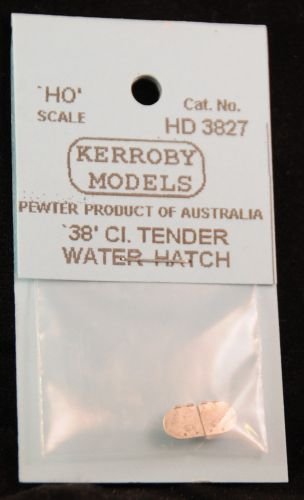 'HO' Cat. No.
SCALE HD 3827
KERROBY
MODELS
PEWTER PRODUCT OF AUSTRALIA
'38' Cl. TENDER
WATER HATCH